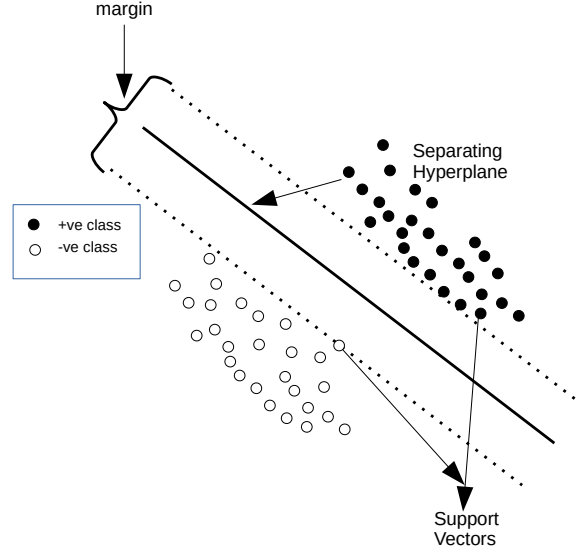 margin
Separating
Hyperplane
+ve class
-ve class
Support
Vectors